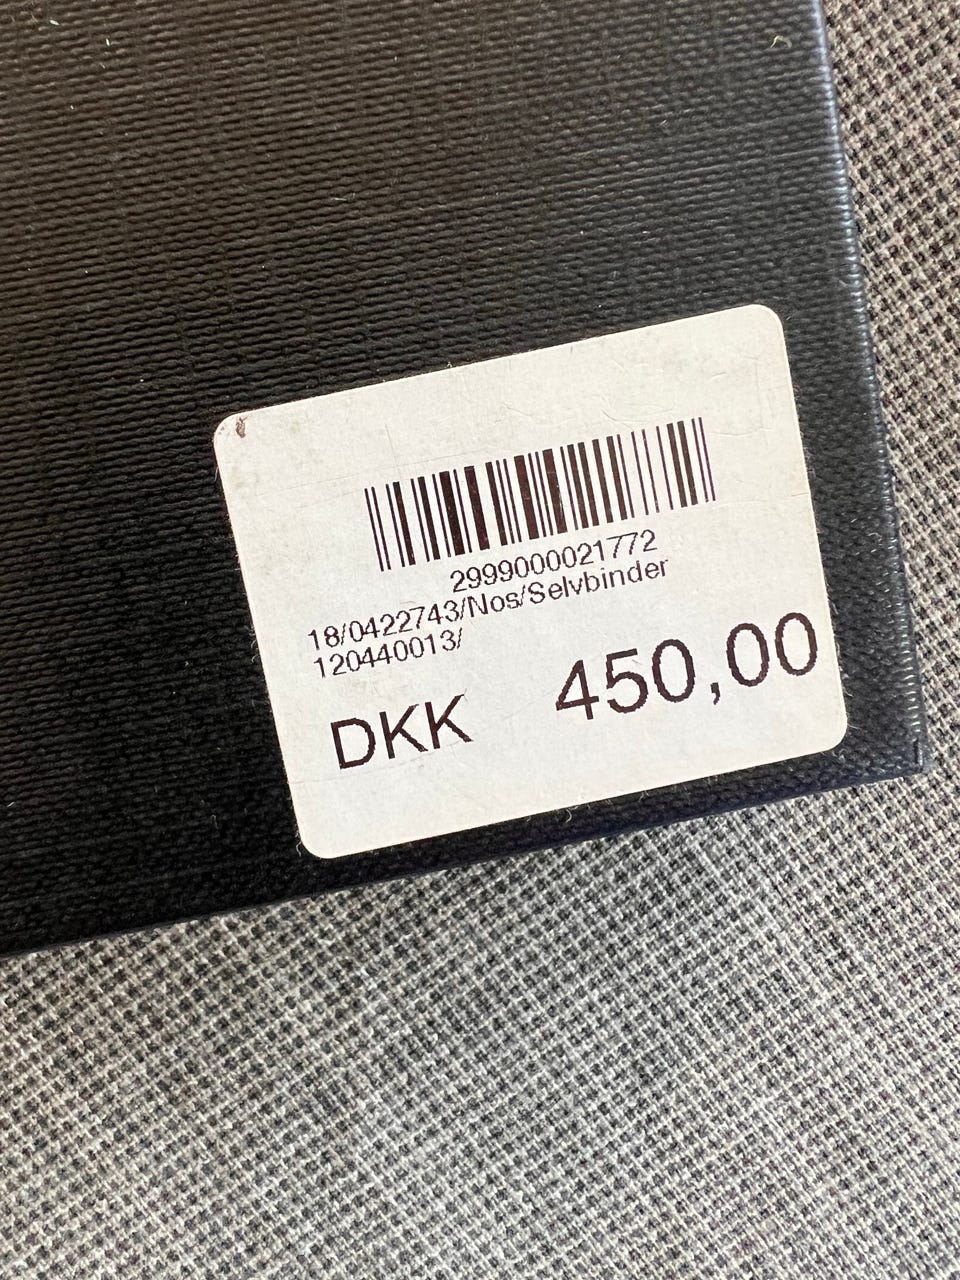 2999000021772
18/0422743/Nos/Selvbinder
120440013/
DKK 450,00